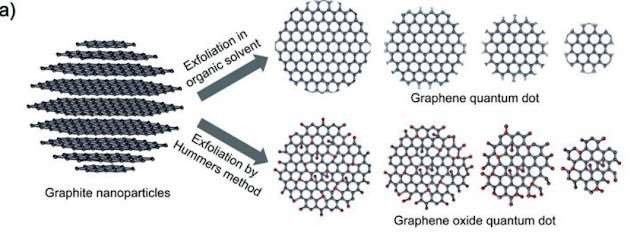 a)
Exfoliation in
organic solvent
Graphene quantum dot
Exfoliation by
Hummers method
Graphite nanoparticles
Graphene oxide quantum dot